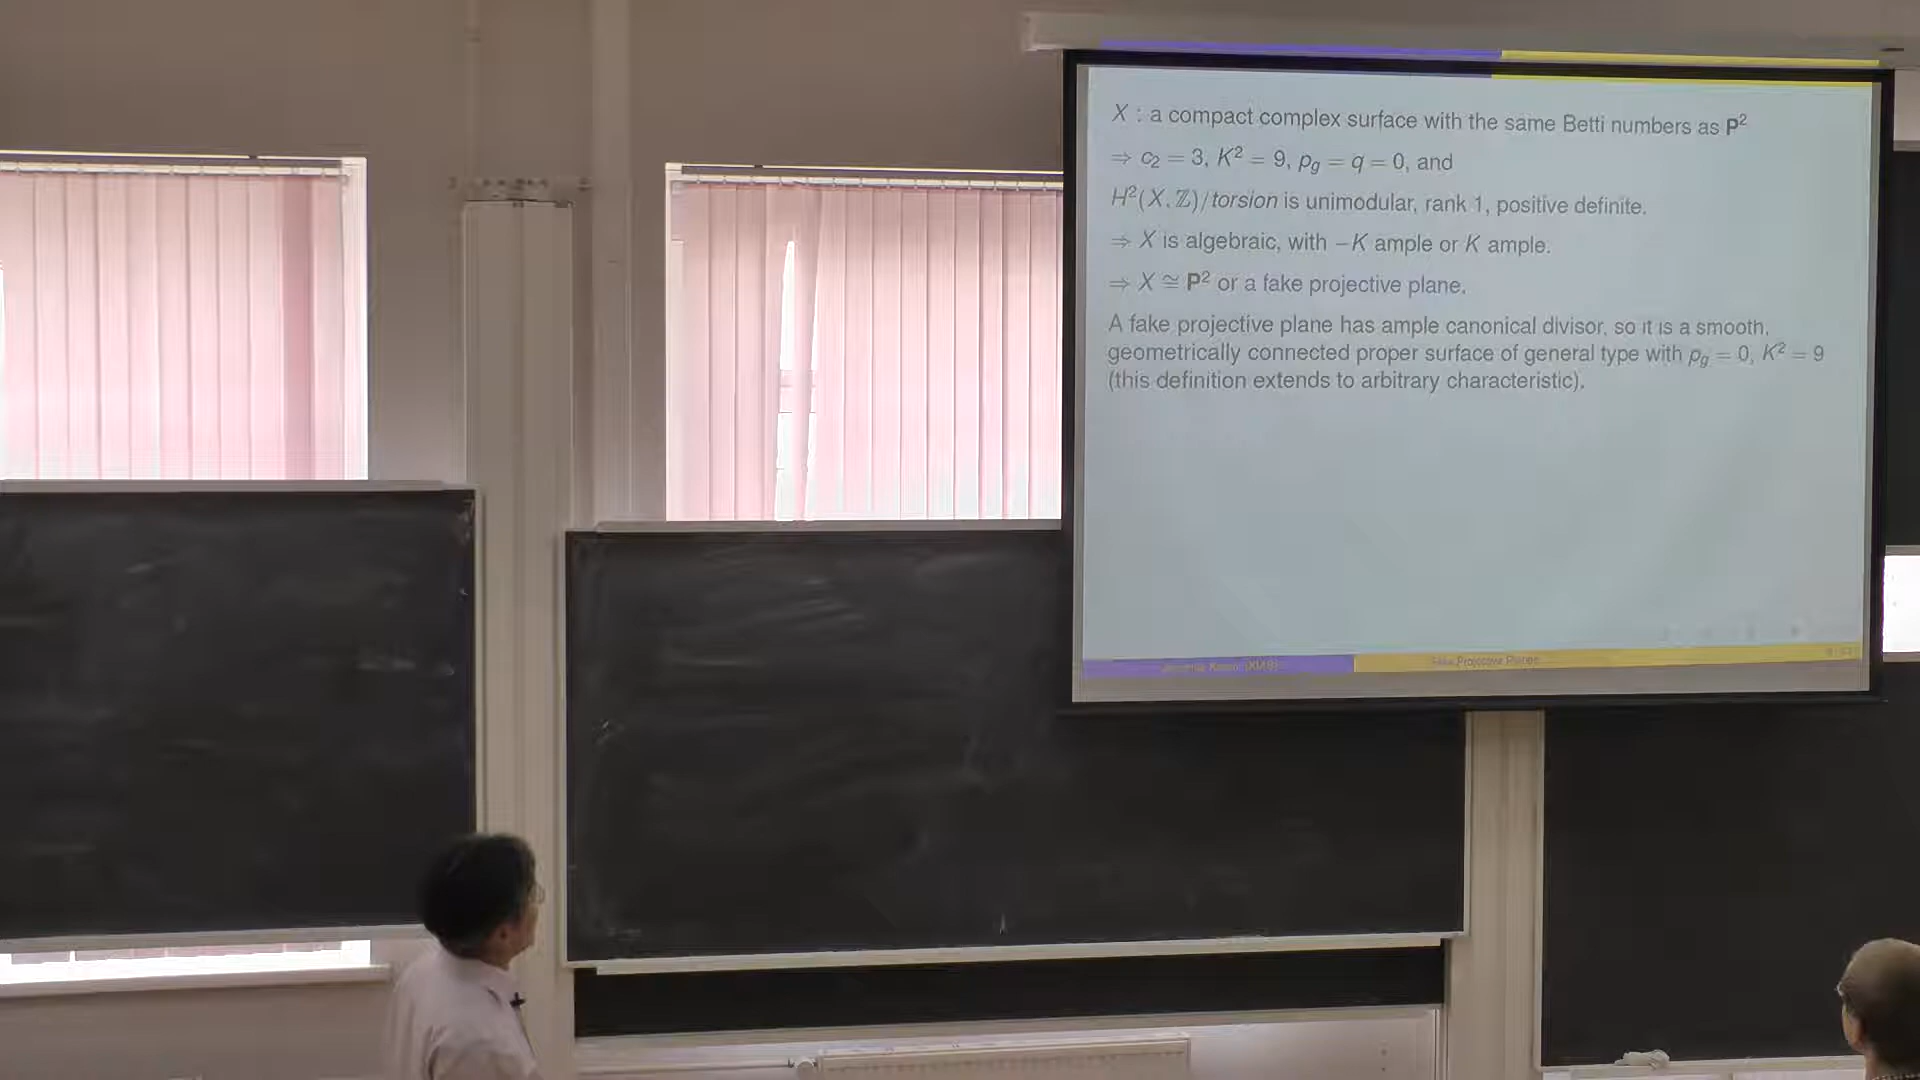 X : a compact complex surface with the same Betti numbers as P²
⇒ c₂ = 3, K² = 9, p_g = q = 0, and
H²(X, ℤ)/torsion is unimodular, rank 1, positive definite.
⇒ X is algebraic, with −K ample or K ample.
⇒ X ≅ P² or a fake projective plane.
A fake projective plane has ample canonical divisor, so it is a smooth,
geometrically connected proper surface of general type with p_g = 0, K² = 9
(this definition extends to arbitrary characteristic).
Fake Projective Planes